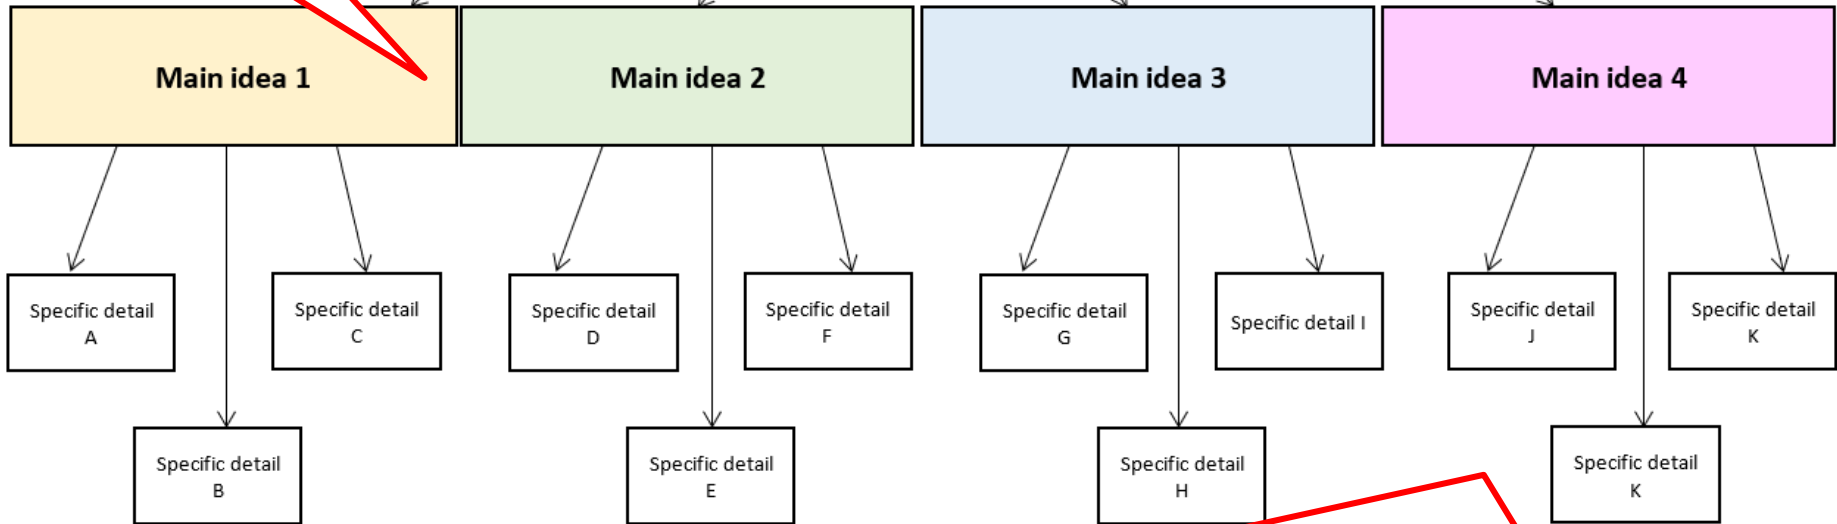 Main idea 1
Main idea 2
Main idea 3
Main idea 4
Specific detail
A
Specific detail
C
Specific detail
D
Specific detail
F
Specific detail
G
Specific detail I
Specific detail
J
Specific detail
K
Specific detail
B
Specific detail
E
Specific detail
H
Specific detail
K